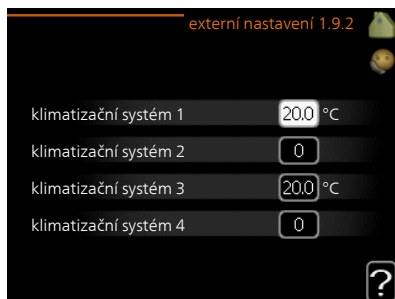 externí nastavení 1.9.2
klimatizační systém 1 20.0 °C
klimatizační systém 2 0
klimatizační systém 3 20.0 °C
klimatizační systém 4 0
?